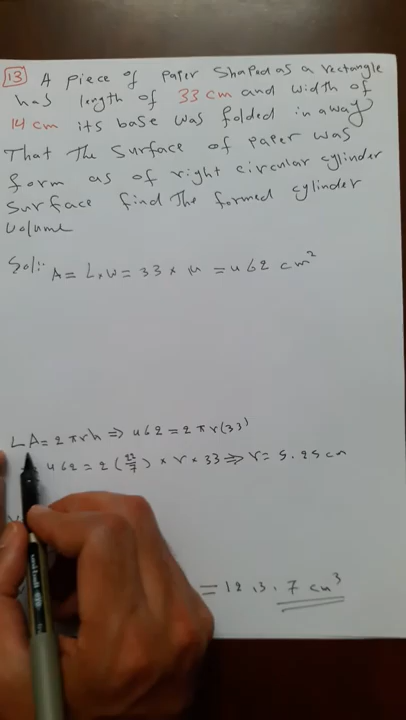 13 A piece of Paper Shaped as a rectangle
has length of 33 cm and width of
14 cm its base was folded in away
That The Surface of Paper was
form as of right circular cylinder
Surface find The formed cylinder
Volume
Sol:- A = L x w = 33 × 14 = 462 cm²
LA = 2πrh ⇒ 462 = 2πr(33)
462 = 2(22/7) × r × 33 ⇒ r = 5.25 cm
= 12.3.7 cm³